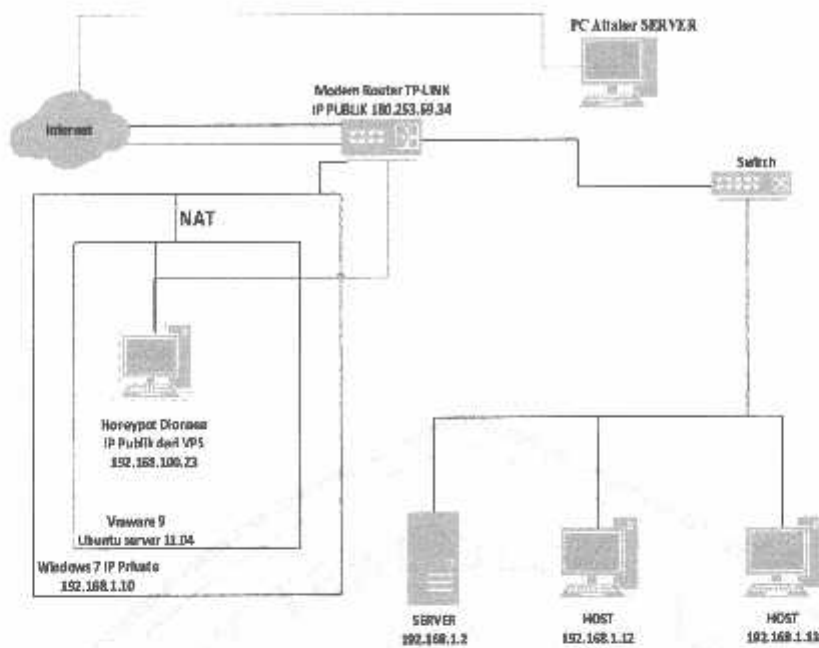 PC Attaker SERVER
Modem Router TP-LINK
IP PUBLIK 180.253.69.34
Internet
Switch
NAT
Honeypot Dionaea
IP Publik dari VPS
192.168.100.23
Vmware 9
Ubuntu server 11.04
Windows 7 IP Private
192.168.1.10
SERVER
192.168.1.2
HOST
192.168.1.12
HOST